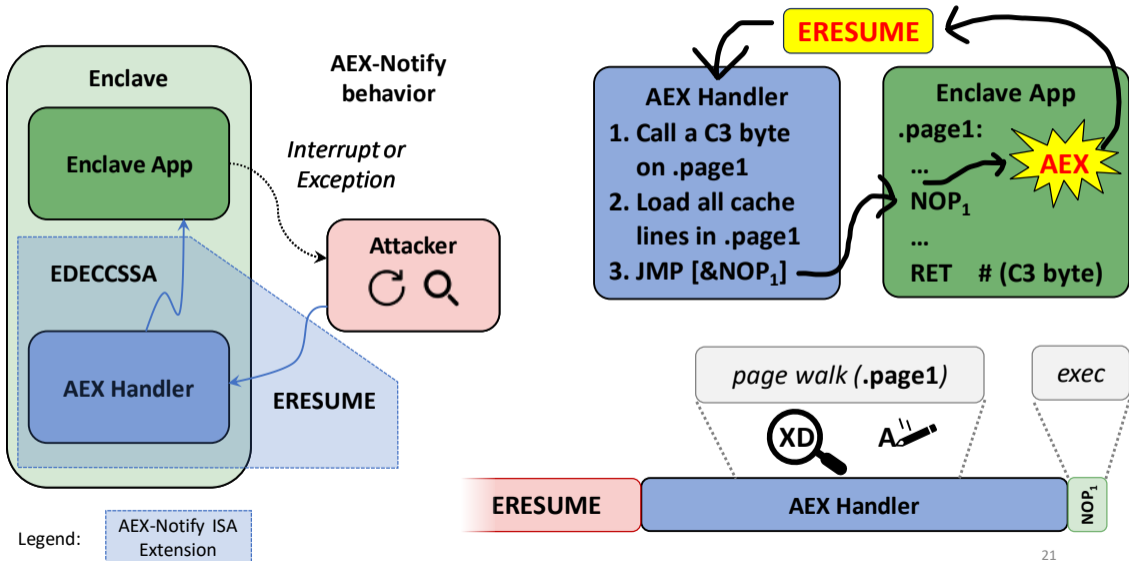 Enclave
Enclave App
EDECCSSA
AEX Handler
AEX-Notify
behavior
Interrupt or
Exception
Attacker
ERESUME
Legend:
AEX-Notify ISA
Extension
ERESUME
AEX Handler
1. Call a C3 byte
on .page1
2. Load all cache
lines in .page1
3. JMP [&NOP₁]
Enclave App
.page1:
...
NOP₁
...
RET # (C3 byte)
AEX
page walk (.page1)
exec
XD
A
ERESUME
AEX Handler
NOP₁
21